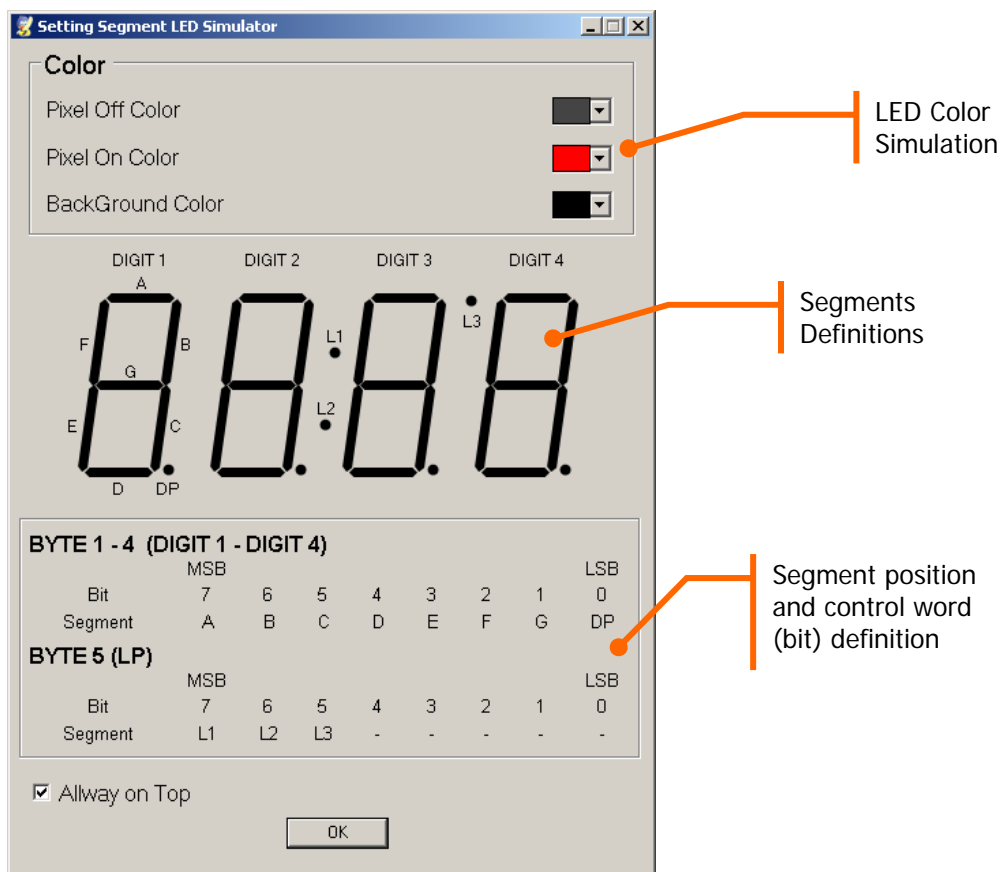 Setting Segment LED Simulator
Color
Pixel Off Color
Pixel On Color
BackGround Color
LED Color
Simulation
DIGIT 1 DIGIT 2 DIGIT 3 DIGIT 4
A
L3
F B L1
G
L2
E C
D DP
Segments
Definitions
BYTE 1 - 4 (DIGIT 1 - DIGIT 4)
MSB LSB
Bit 7 6 5 4 3 2 1 0
Segment A B C D E F G DP
BYTE 5 (LP)
MSB LSB
Bit 7 6 5 4 3 2 1 0
Segment L1 L2 L3 - - - - -
Segment position
and control word
(bit) definition
Allway on Top
OK